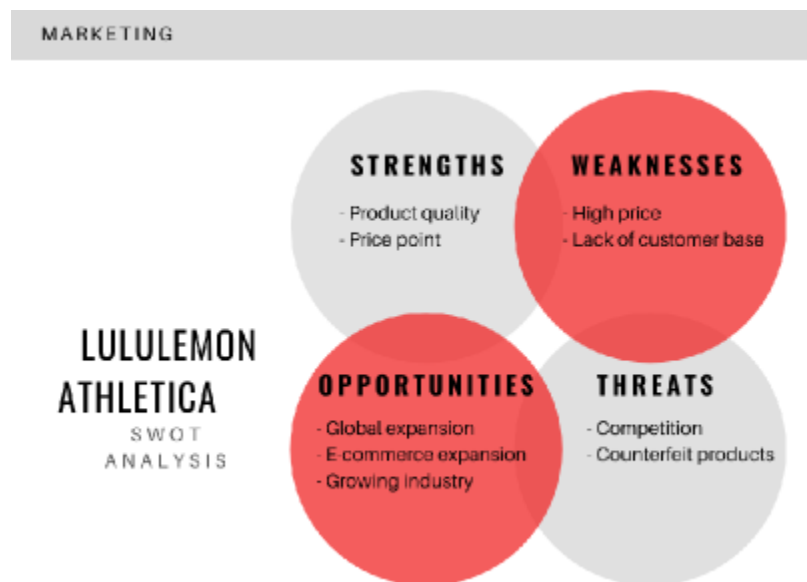 MARKETING
STRENGTHS
- Product quality
- Price point
WEAKNESSES
- High price
- Lack of customer base
LULULEMON
ATHLETICA
SWOT
ANALYSIS
OPPORTUNITIES
- Global expansion
- E-commerce expansion
- Growing industry
THREATS
- Competition
- Counterfeit products